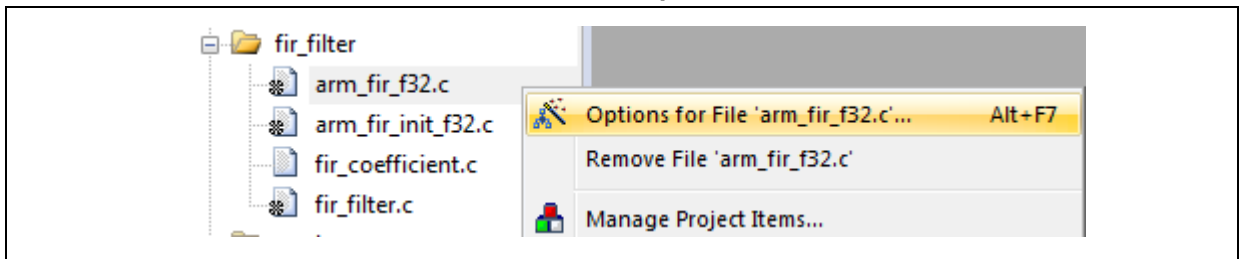 fir_filter
arm_fir_f32.c
arm_fir_init_f32.c
fir_coefficient.c
fir_filter.c
Options for File 'arm_fir_f32.c'... Alt+F7
Remove File 'arm_fir_f32.c'
Manage Project Items...